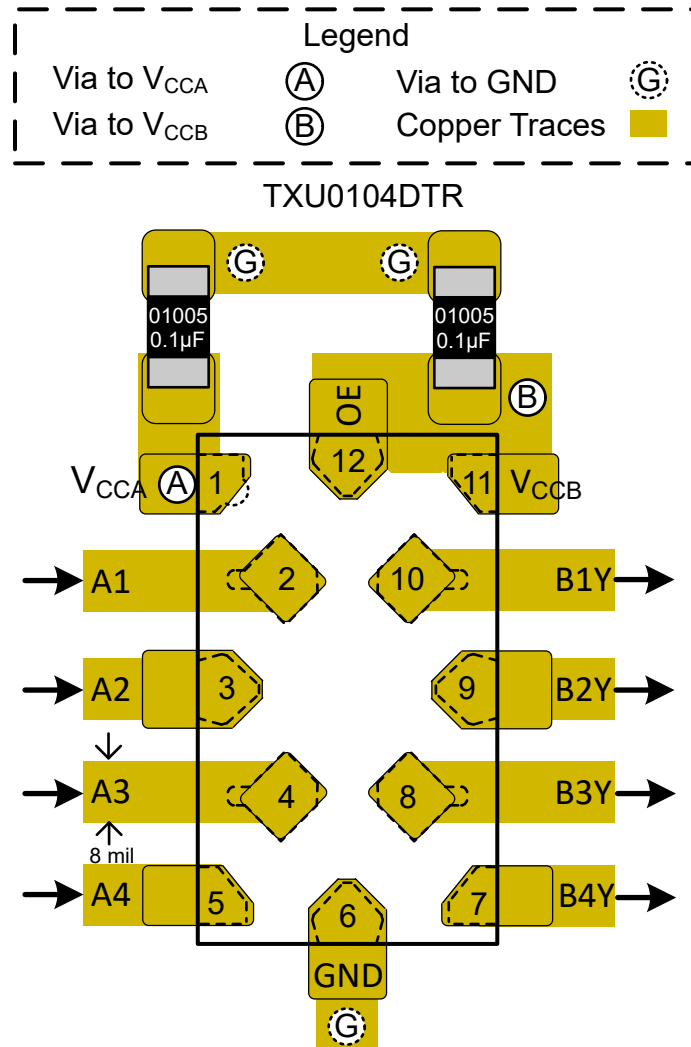 Legend
Via to VCCA A Via to GND G
Via to VCCB B Copper Traces
TXU0104DTR
G G
01005 01005
0.1µF 0.1µF
B
OE
12
VCCA A 1 11 VCCB
A1 2 10 B1Y
A2 3 9 B2Y
A3 4 8 B3Y
8 mil
A4 5 7 B4Y
6
GND
G